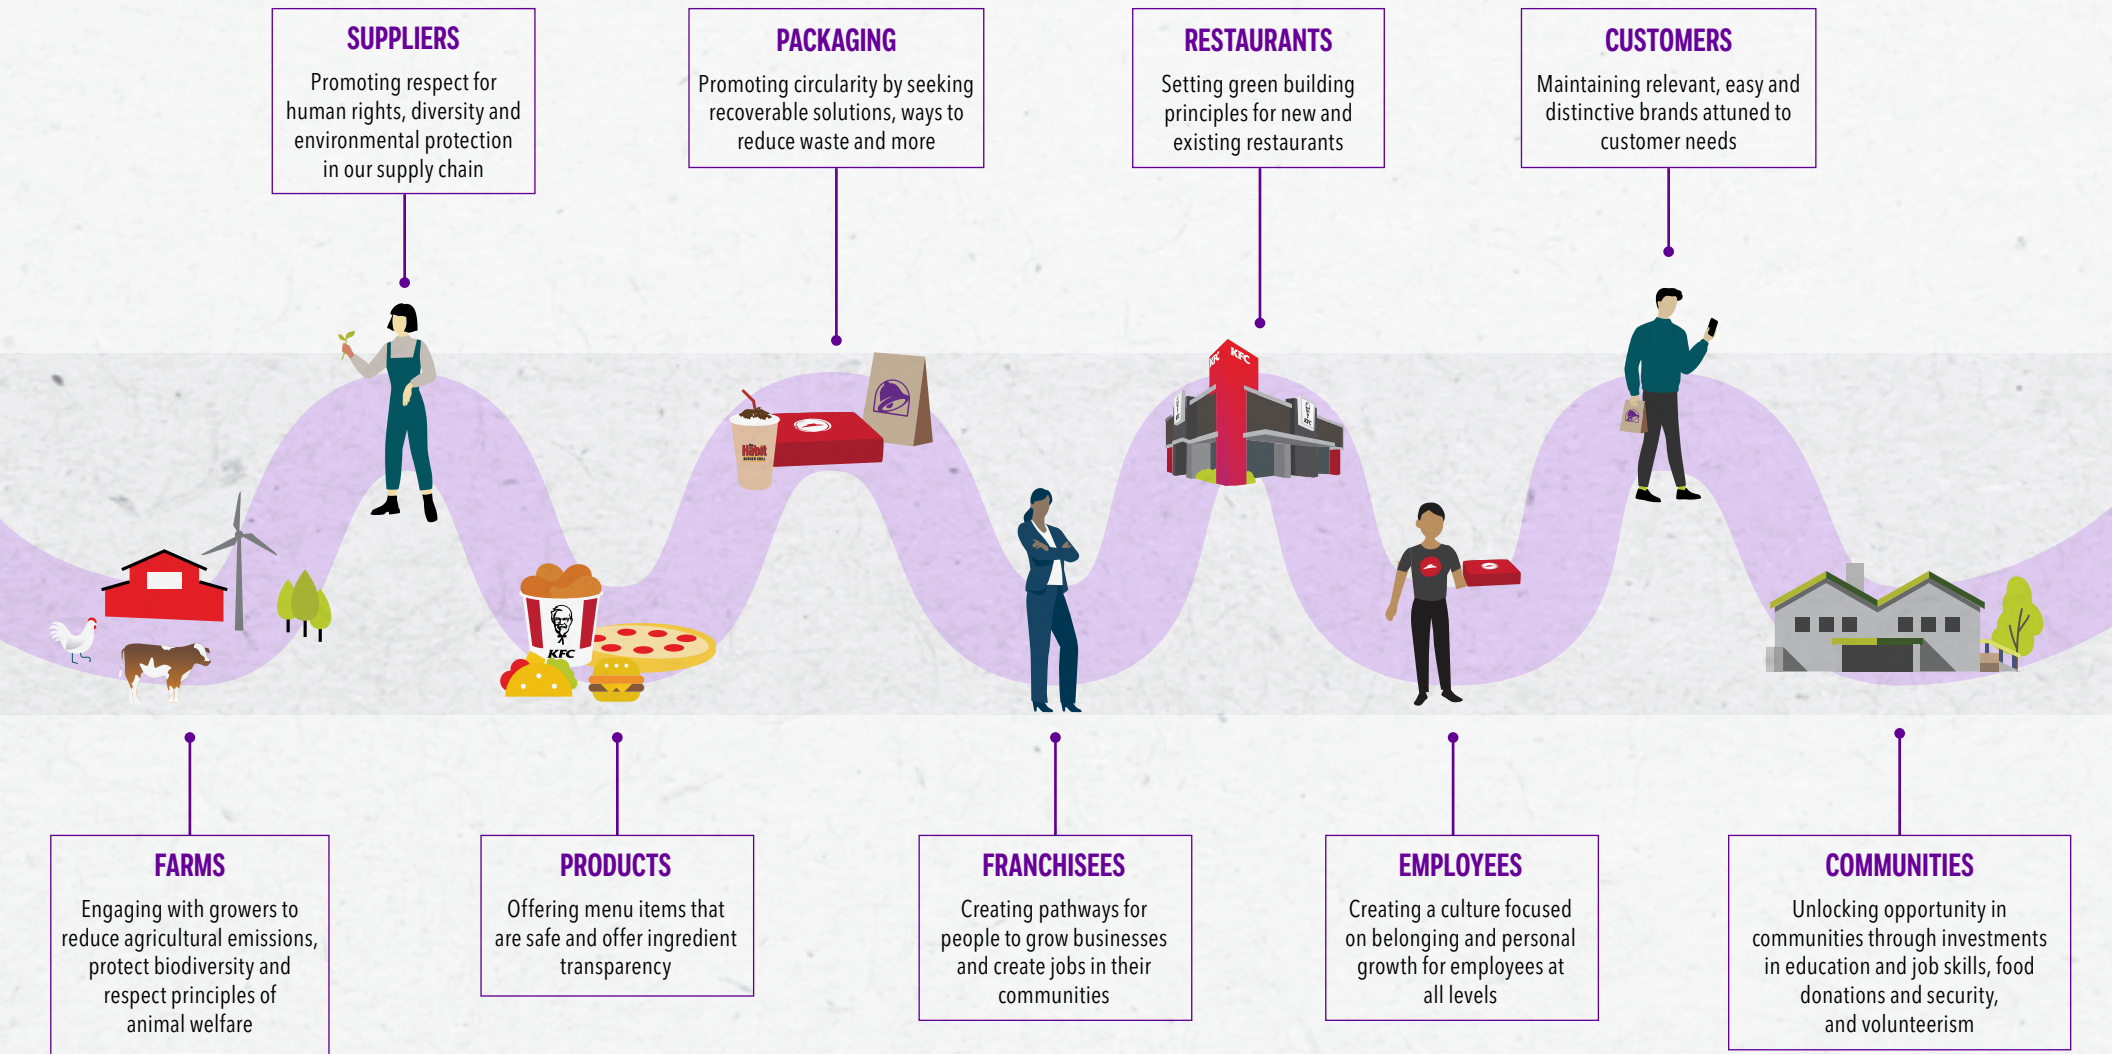 SUPPLIERS
Promoting respect for
human rights, diversity and
environmental protection
in our supply chain
PACKAGING
Promoting circularity by seeking
recoverable solutions, ways to
reduce waste and more
RESTAURANTS
Setting green building
principles for new and
existing restaurants
CUSTOMERS
Maintaining relevant, easy and
distinctive brands attuned to
customer needs
KFC
KFC
KFC
The
Habit
BURGER GRILL
KFC
FARMS
Engaging with growers to
reduce agricultural emissions,
protect biodiversity and
respect principles of
animal welfare
PRODUCTS
Offering menu items that
are safe and offer ingredient
transparency
FRANCHISEES
Creating pathways for
people to grow businesses
and create jobs in their
communities
EMPLOYEES
Creating a culture focused
on belonging and personal
growth for employees at
all levels
COMMUNITIES
Unlocking opportunity in
communities through investments
in education and job skills, food
donations and security,
and volunteerism